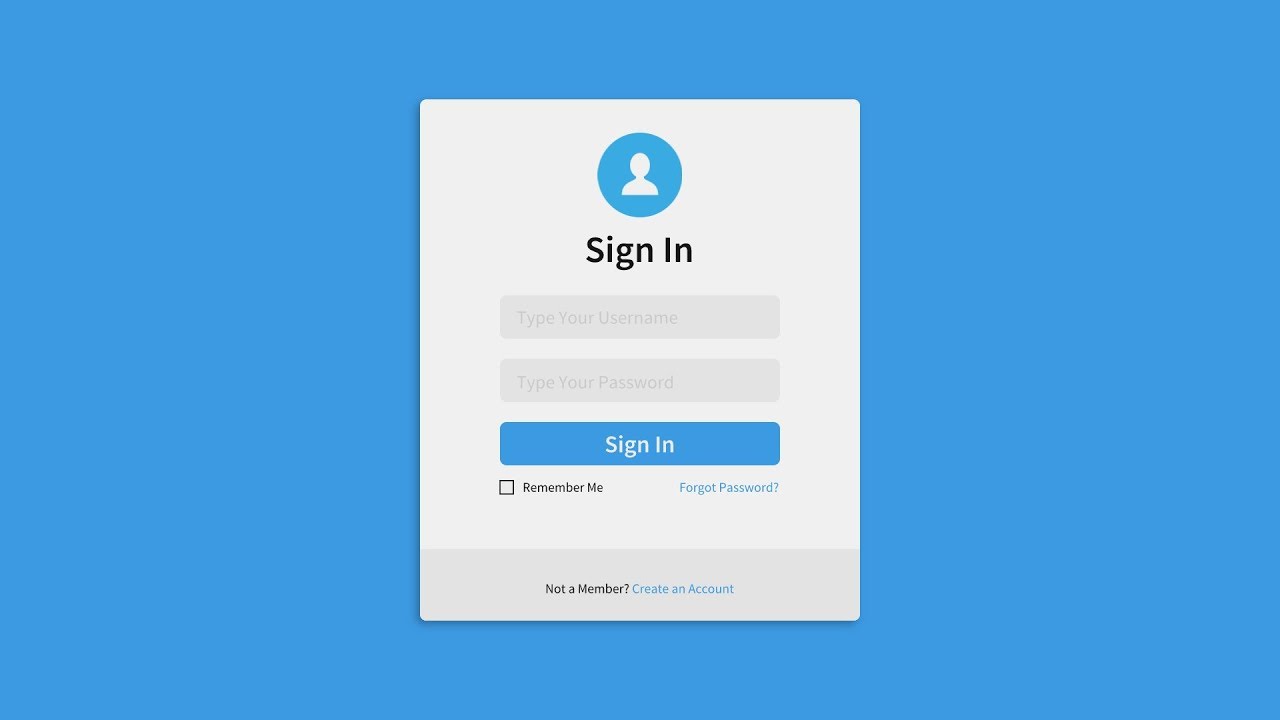 Sign In
Type Your Username
Type Your Password
Sign In
Remember Me Forgot Password?
Not a Member? Create an Account